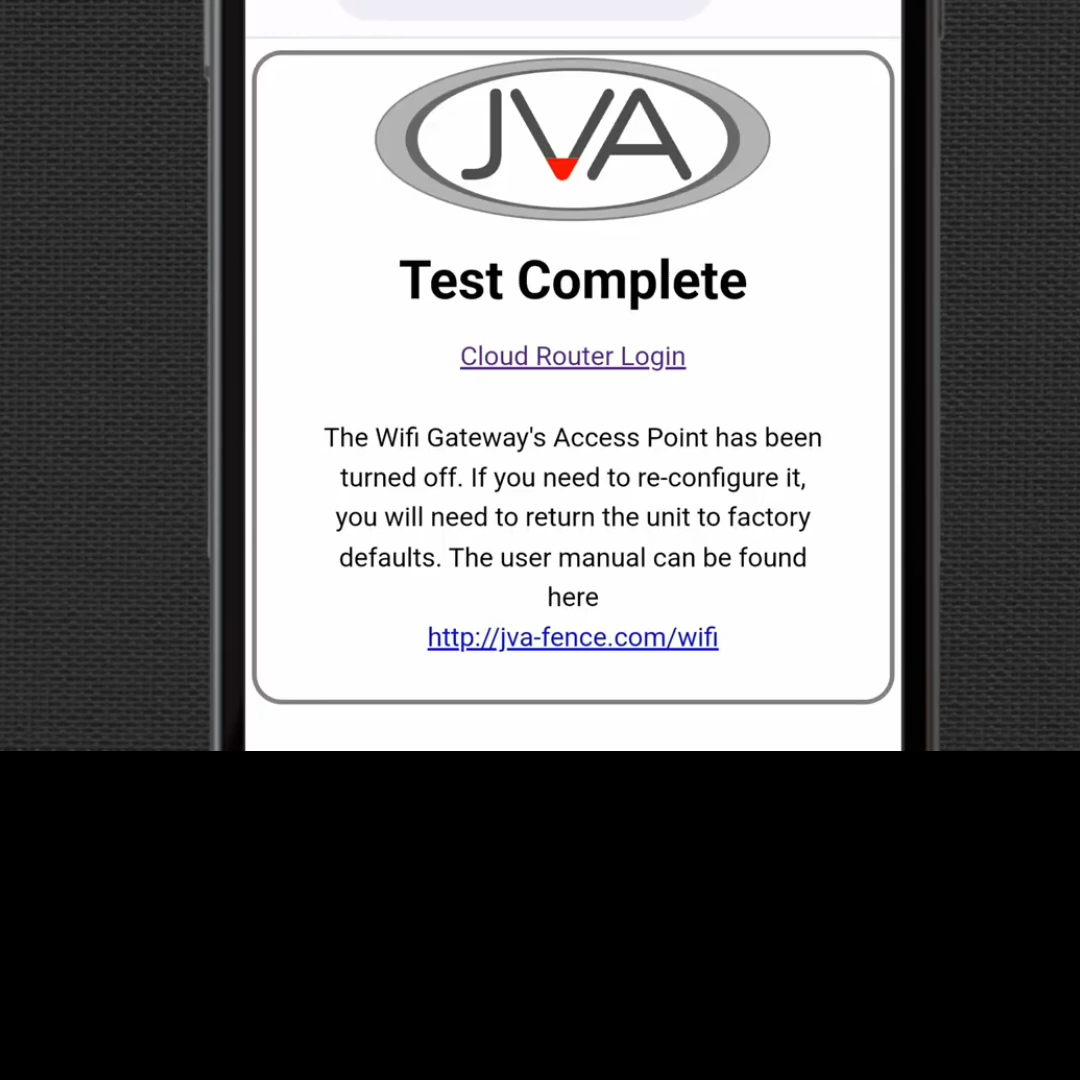 JVA
Test Complete
Cloud Router Login
The Wifi Gateway's Access Point has been
turned off. If you need to re-configure it,
you will need to return the unit to factory
defaults. The user manual can be found
here
http://jva-fence.com/wifi